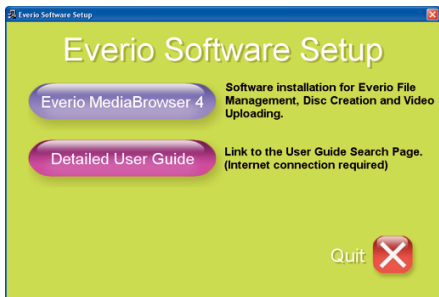 Everio Software Setup
Everio Software Setup
Everio MediaBrowser 4
Software installation for Everio File
Management, Disc Creation and Video
Uploading.
Detailed User Guide
Link to the User Guide Search Page.
(Internet connection required)
Quit